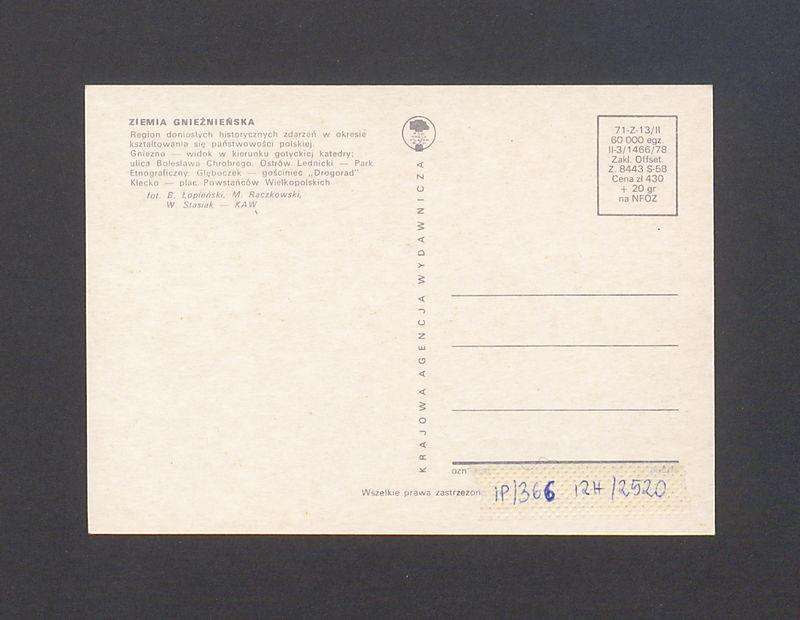 ZIEMIA GNIEŹNIEŃSKA
Region doniosłych historycznych zdarzeń w okresie
kształtowania się państwowości polskiej.
Gniezno — widok w kierunku gotyckiej katedry;
ulica Bolesława Chrobrego. Ostrów Lednicki — Park
Etnograficzny. Głęboczek — gościniec „Drogorad"
Kłecko — plac Powstańców Wielkopolskich
fot. B. Łopieński, M. Raczkowski,
W. Stasiak — KAW
KRAJOWA AGENCJA WYDAWNICZA
71-Z-13/II
60 000 egz.
II-3/1466/78
Zakł. Offset.
Z. 8443 S-58
Cena zł 430
+ 20 gr
na NFOZ
Wszelkie prawa zastrzeżon
IP/366 12H/2520